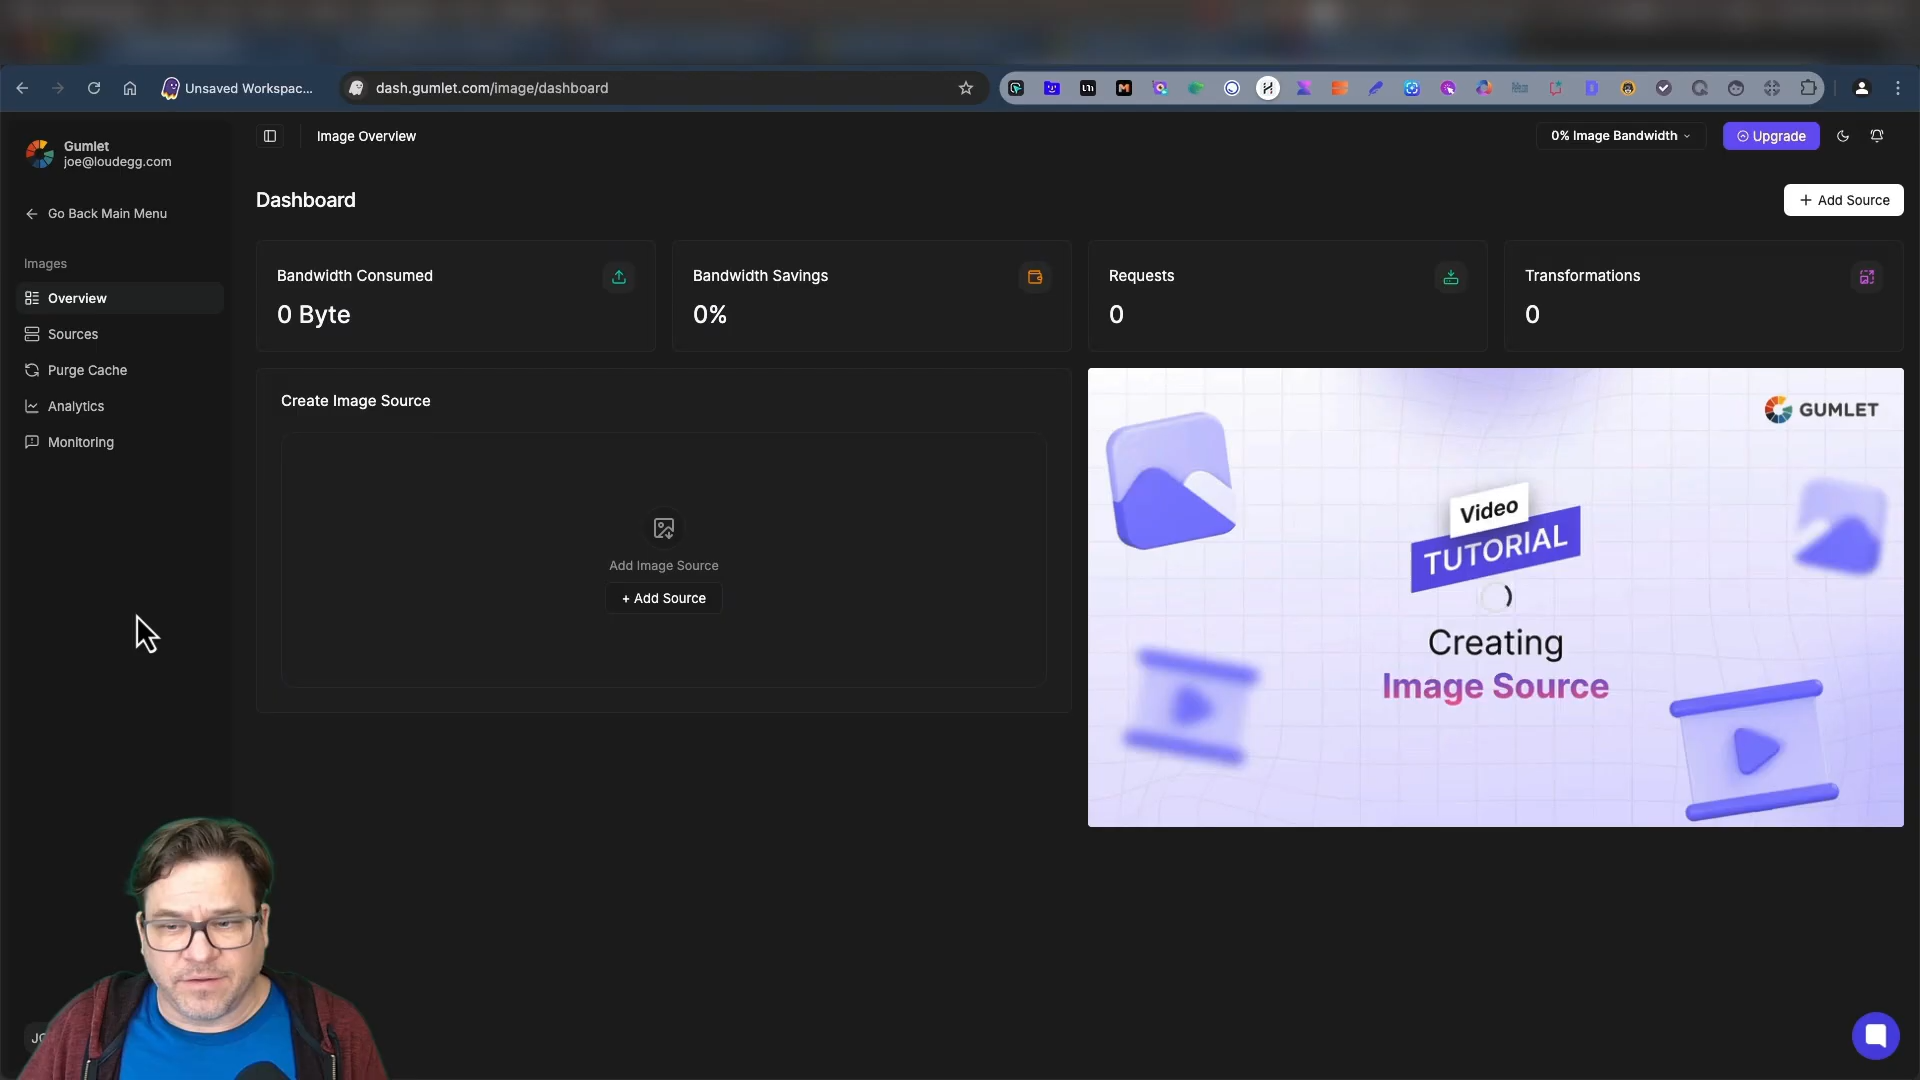 Unsaved Workspac...
dash.gumlet.com/image/dashboard
Gumlet
joe@loudegg.com
Image Overview
0% Image Bandwidth
Upgrade
Go Back Main Menu
Dashboard
+ Add Source
Images
Overview
Sources
Purge Cache
Analytics
Monitoring
Bandwidth Consumed
0 Byte
Bandwidth Savings
0%
Requests
0
Transformations
0
Create Image Source
Add Image Source
+ Add Source
GUMLET
Video
TUTORIAL
Creating
Image Source